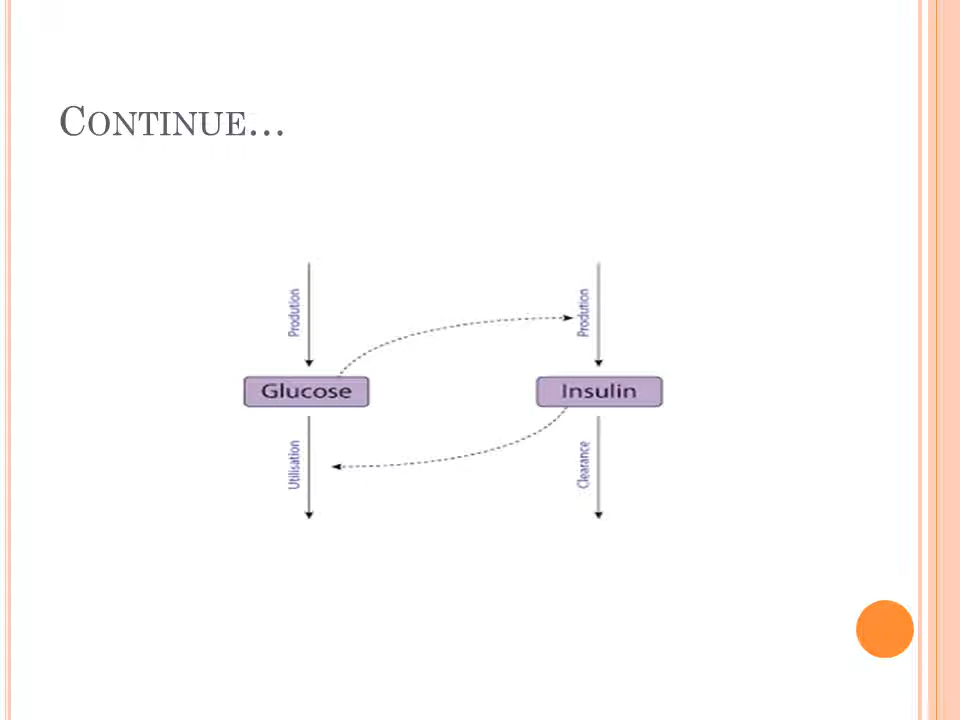 CONTINUE…
Prodution
Prodution
Glucose
Insulin
Utilisation
Clearance